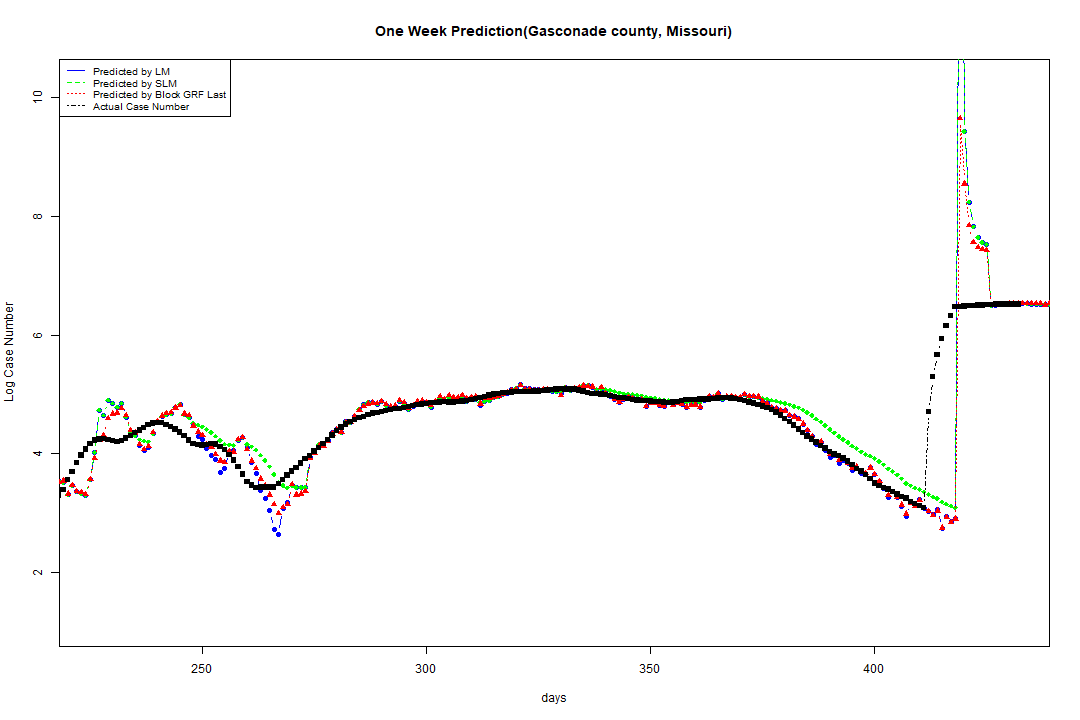 One Week Prediction(Gasconade county, Missouri)
Predicted by LM
Predicted by SLM
Predicted by Block GRF Last
Actual Case Number
Log Case Number
10
8
6
4
2
250 300 350 400
days